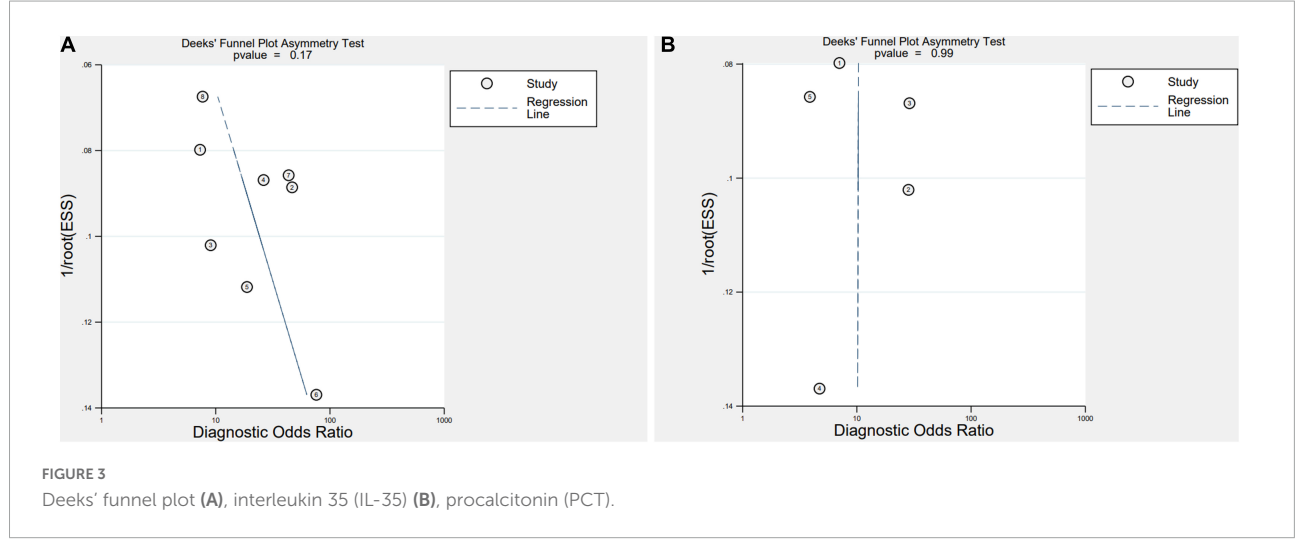 A
Deeks' Funnel Plot Asymmetry Test
pvalue = 0.17
.06
.08
.1
.12
.14
1/root(ESS)
8
1
4
7
2
3
5
6
1
10
100
1000
Diagnostic Odds Ratio
Study
Regression
Line
B
Deeks' Funnel Plot Asymmetry Test
pvalue = 0.99
.08
.1
.12
.14
1/root(ESS)
1
5
3
2
4
1
10
100
1000
Diagnostic Odds Ratio
Study
Regression
Line
FIGURE 3
Deeks' funnel plot (A), interleukin 35 (IL-35) (B), procalcitonin (PCT).